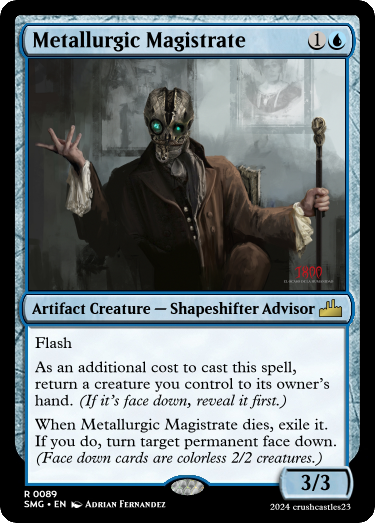 Metallurgic Magistrate 1
Artifact Creature — Shapeshifter Advisor
Flash
As an additional cost to cast this spell,
return a creature you control to its owner's
hand. (If it's face down, reveal it first.)
When Metallurgic Magistrate dies, exile it.
If you do, turn target permanent face down.
(Face down cards are colorless 2/2 creatures.)
3/3
R 0089
SMG • EN Adrian Fernandez
2024 crushcastles23